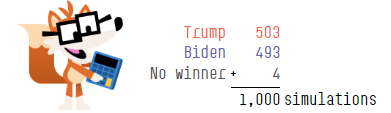 Trump 503
Biden 493
No winner + 4
1,000 simulations